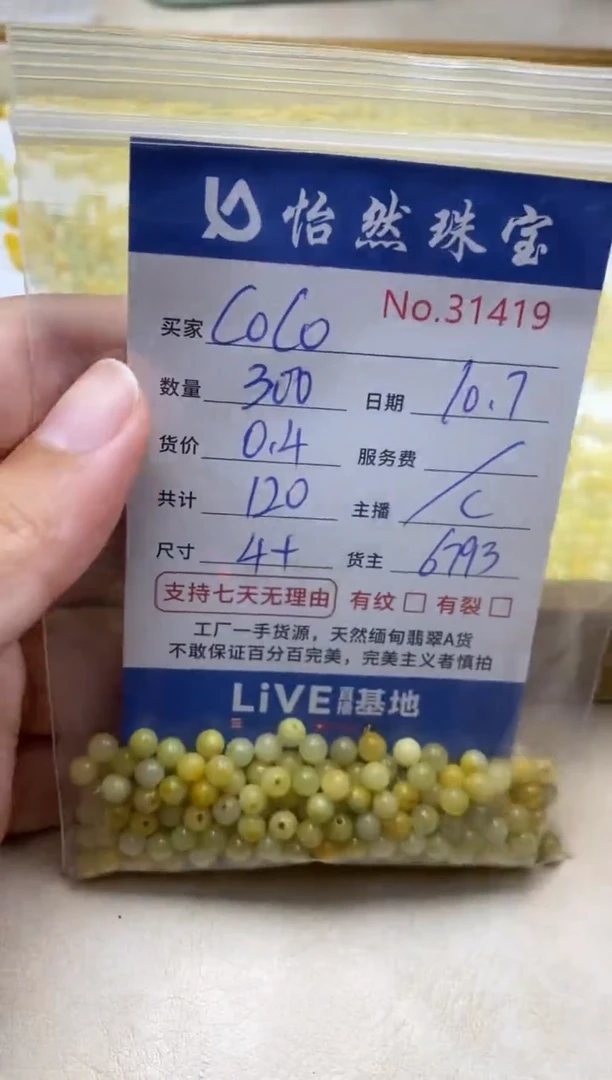 怡然珠宝
No.31419
买家 CoCo
数量 300 日期 10.7
货价 0.4 服务费 /
共计 120 主播 / C
尺寸 4+ 货主 6793
支持七天无理由 有纹 □ 有裂 □
工厂一手货源，天然缅甸翡翠A货
不敢保证百分百完美，完美主义者慎拍
LiVE直播基地